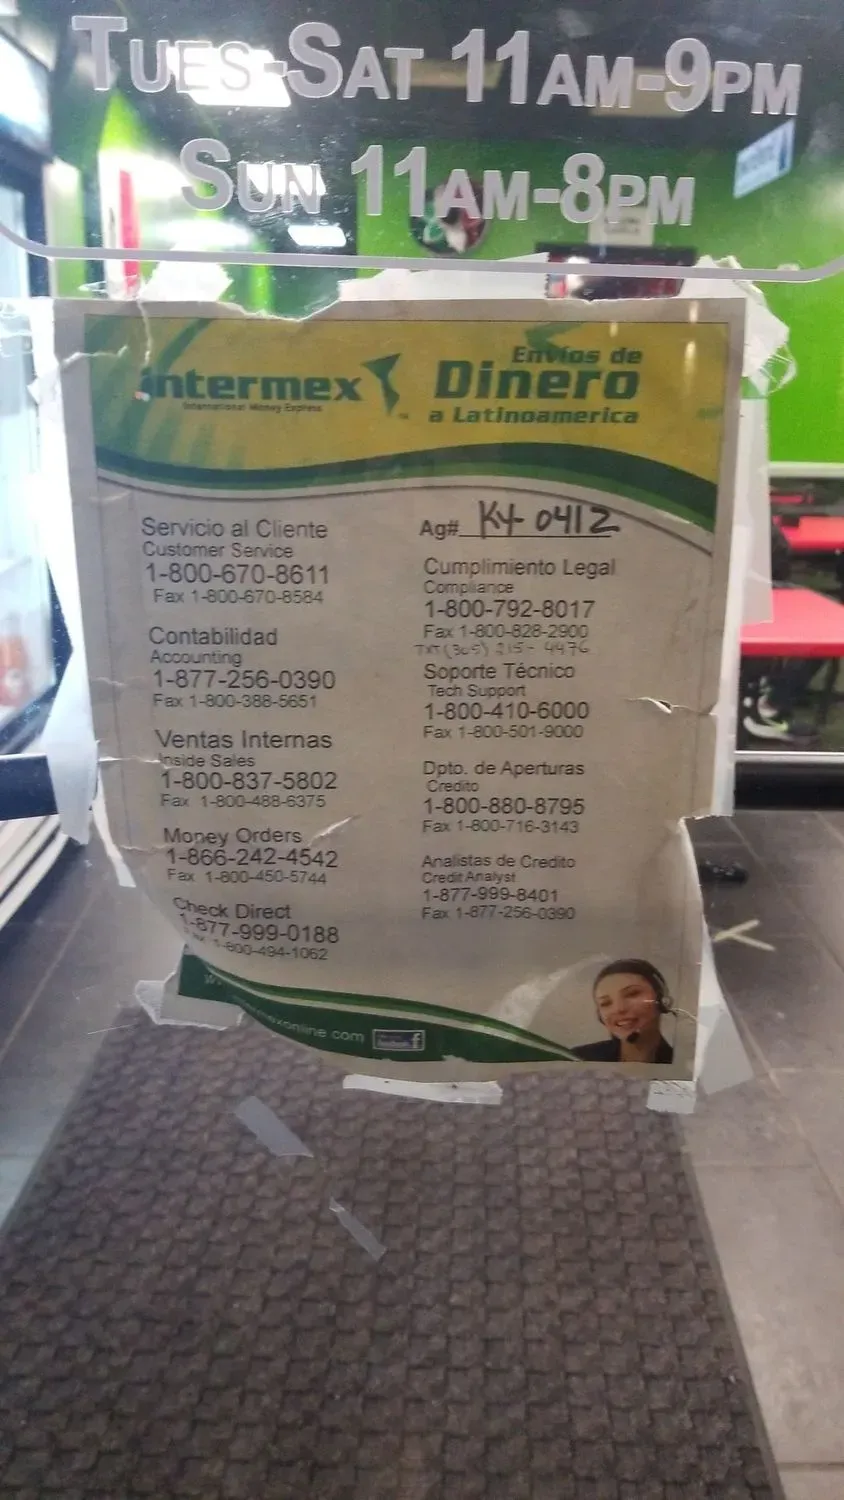 TUES-SAT 11AM-9PM
SUN 11AM-8PM
intermex
International Money Express
Envíos de
Dinero
a Latinoamerica
Servicio al Cliente
Customer Service
1-800-670-8611
Fax 1-800-670-8584
Contabilidad
Accounting
1-877-256-0390
Fax 1-800-388-5651
Ventas Internas
Inside Sales
1-800-837-5802
Fax 1-800-488-6375
Money Orders
1-866-242-4542
Fax 1-800-450-5744
Check Direct
1-877-999-0188
Fax 1-800-494-1062
Ag# KY-0412
Cumplimiento Legal
Compliance
1-800-792-8017
Fax 1-800-828-2900
TXT (305) 215-4476
Soporte Técnico
Tech Support
1-800-410-6000
Fax 1-800-501-9000
Dpto. de Aperturas
Credito
1-800-880-8795
Fax 1-800-716-3143
Analistas de Credito
Credit Analyst
1-877-999-8401
Fax 1-877-256-0390